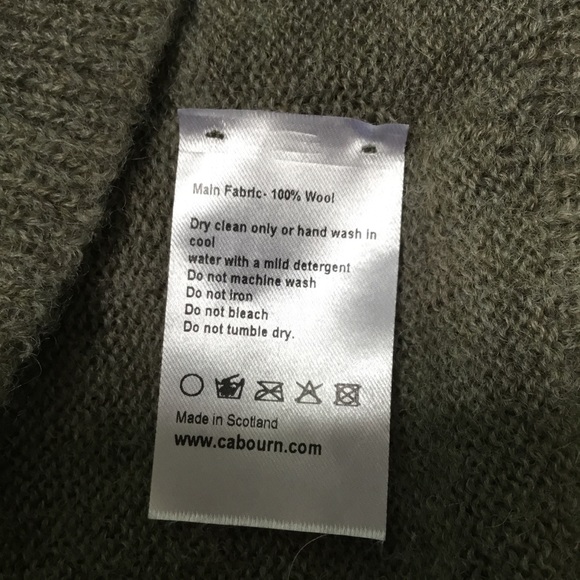 Main Fabric- 100% Wool
Dry clean only or hand wash in
cool
water with a mild detergent
Do not machine wash
Do not iron
Do not bleach
Do not tumble dry.
Made in Scotland
www.cabourn.com